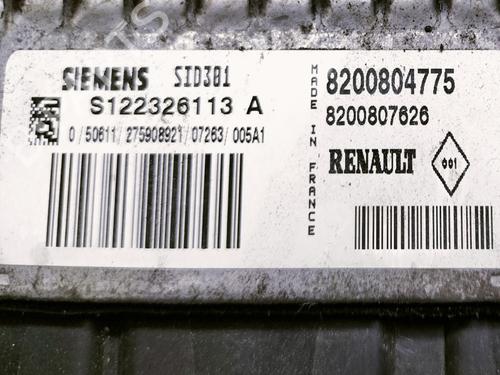 SIEMENS SID301
S122326113 A
0/50611/275908921/07263/005A1
MADE IN FRANCE
8200804775
8200807626
RENAULT
001